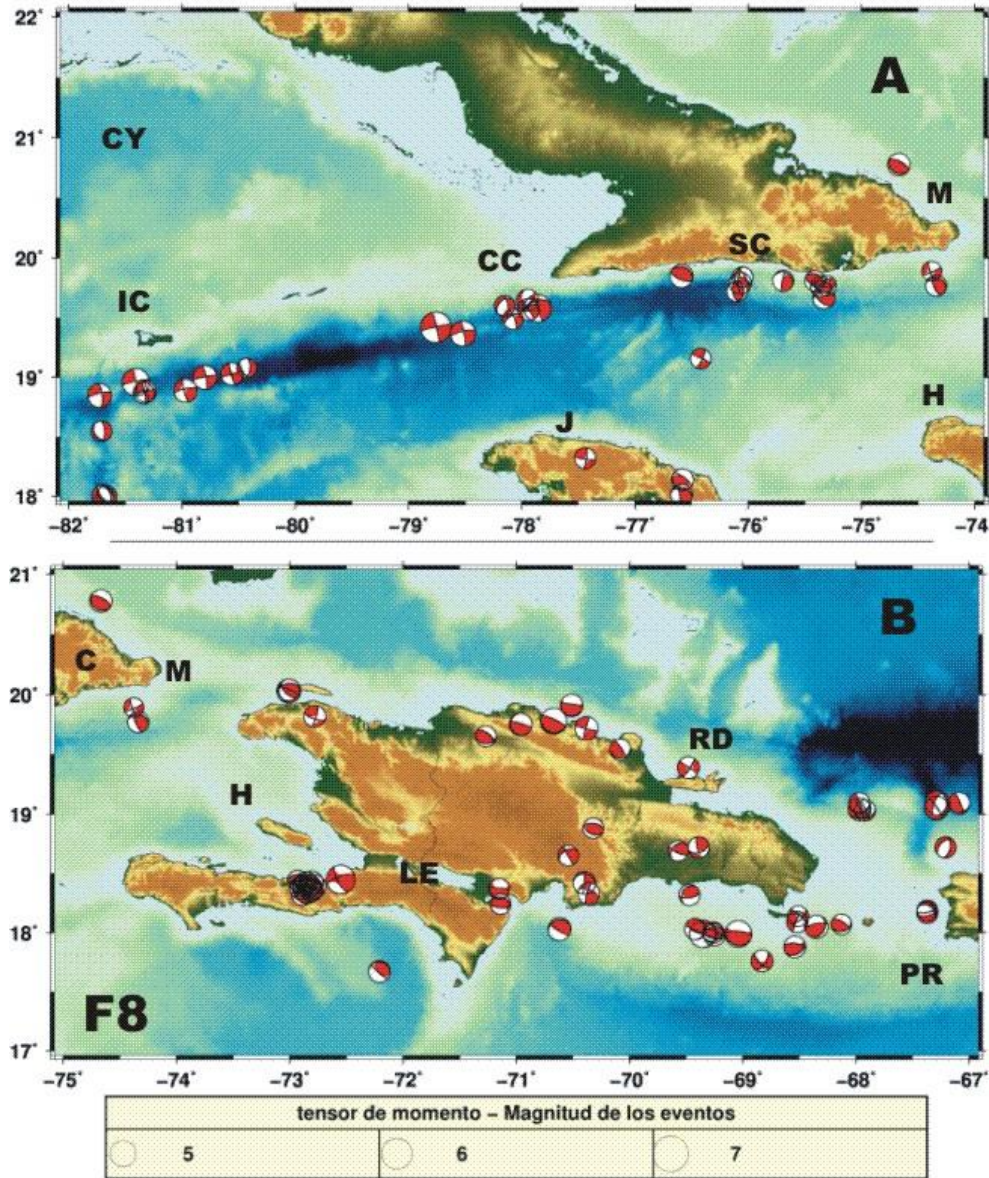 22°
21°
20°
19°
18°
A
CY
M
SC
CC
IC
H
J
−82° −81° −80° −79° −78° −77° −76° −75° −74
21°
20°
19°
18°
17°
B
C M
RD
H
LE
PR
F8
−75° −74° −73° −72° −71° −70° −69° −68° −67
tensor de momento − Magnitud de los eventos
5 6 7